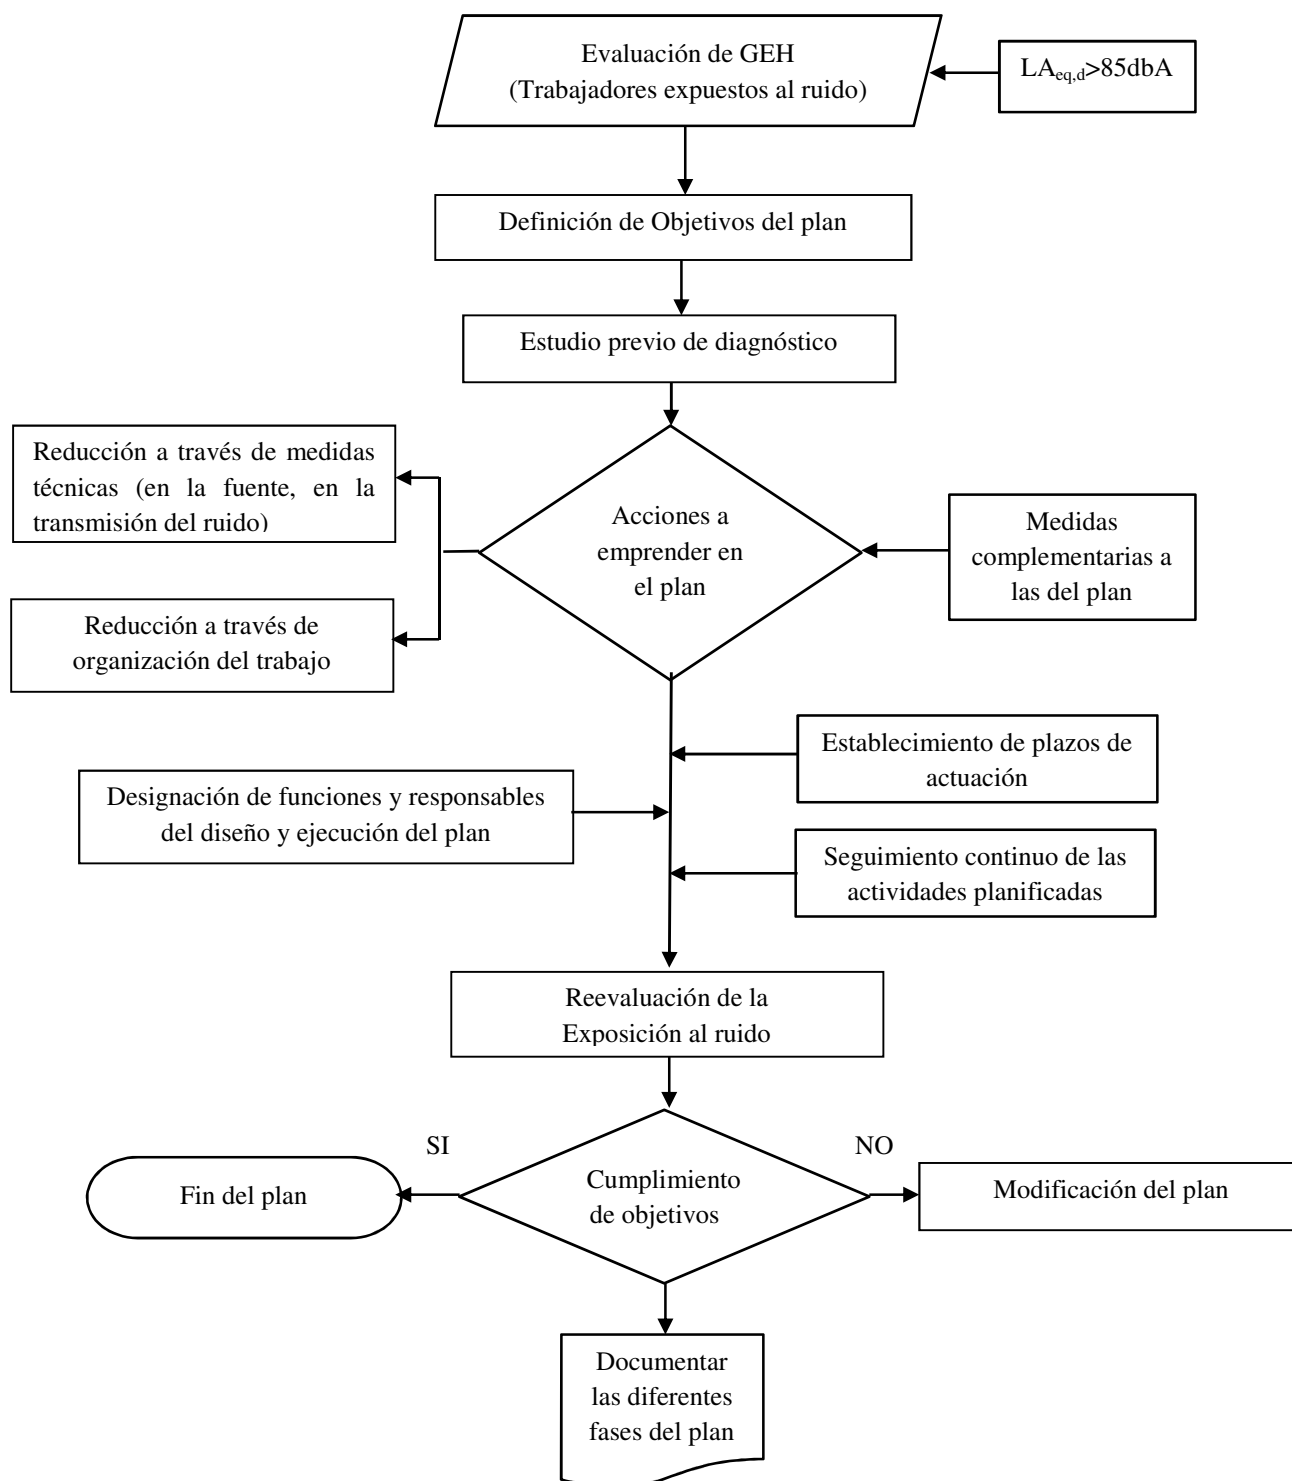 Evaluación de GEH
(Trabajadores expuestos al ruido)
LAeq,d>85dbA
Definición de Objetivos del plan
Estudio previo de diagnóstico
Reducción a través de medidas
técnicas (en la fuente, en la
transmisión del ruido)
Acciones a
emprender en
el plan
Medidas
complementarias a
las del plan
Reducción a través de
organización del trabajo
Establecimiento de plazos de
actuación
Designación de funciones y responsables
del diseño y ejecución del plan
Seguimiento continuo de las
actividades planificadas
Reevaluación de la
Exposición al ruido
SI
NO
Fin del plan
Cumplimiento
de objetivos
Modificación del plan
Documentar
las diferentes
fases del plan